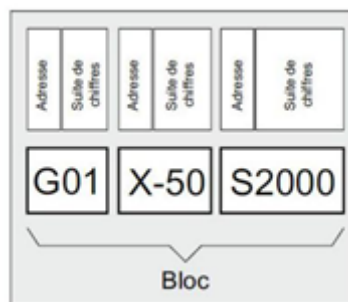 Adresse Suite de chiffres Adresse Suite de chiffres Adresse Suite de chiffres
G01 X-50 S2000
Bloc